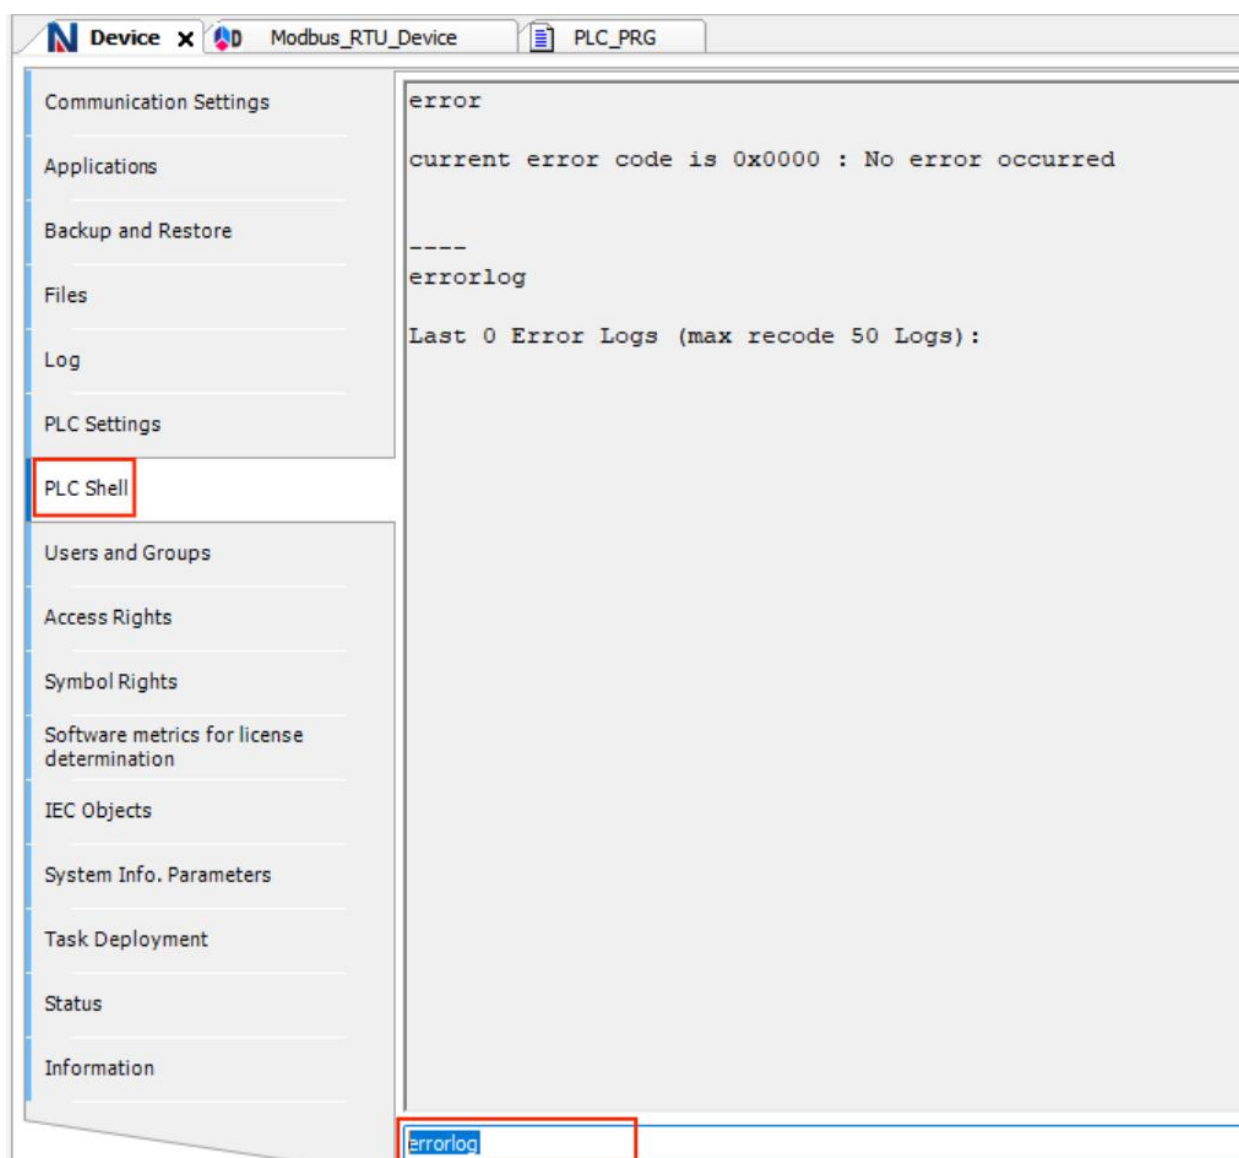 Device
Modbus_RTU_Device
PLC_PRG
Communication Settings
Applications
Backup and Restore
Files
Log
PLC Settings
PLC Shell
Users and Groups
Access Rights
Symbol Rights
Software metrics for license
determination
IEC Objects
System Info. Parameters
Task Deployment
Status
Information
error
current error code is 0x0000 : No error occurred
----
errorlog
Last 0 Error Logs (max recode 50 Logs):
errorlog